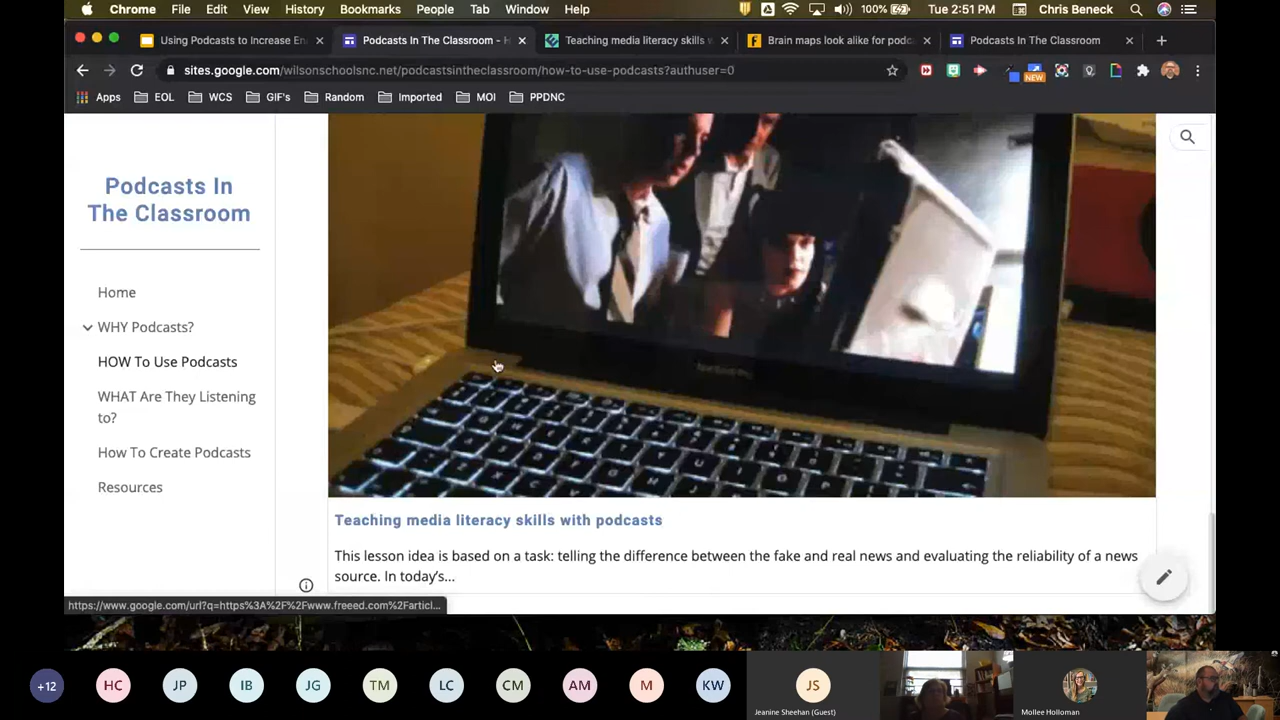 Chrome File Edit View History Bookmarks People Tab Window Help 100% Tue 2:51 PM Chris Beneck
Using Podcasts to Increase En
Podcasts In The Classroom - H
Teaching media literacy skills w
Brain maps look alike for podc
Podcasts In The Classroom
sites.google.com/wilsonschoolsnc.net/podcastsintheclassroom/how-to-use-podcasts?authuser=0
NEW
Apps EOL WCS GIF's Random Imported MOI PPDNC
Podcasts In
The Classroom
Home
WHY Podcasts?
HOW To Use Podcasts
WHAT Are They Listening
to?
How To Create Podcasts
Resources
Teaching media literacy skills with podcasts
This lesson idea is based on a task: telling the difference between the fake and real news and evaluating the reliability of a news
source. In today's...
https://www.google.com/url?q=https%3A%2F%2Fwww.freeed.com%2Farticl...
+12 HC JP IB JG TM LC CM AM M KW JS
Jeanine Sheehan (Guest)
Mollee Holloman